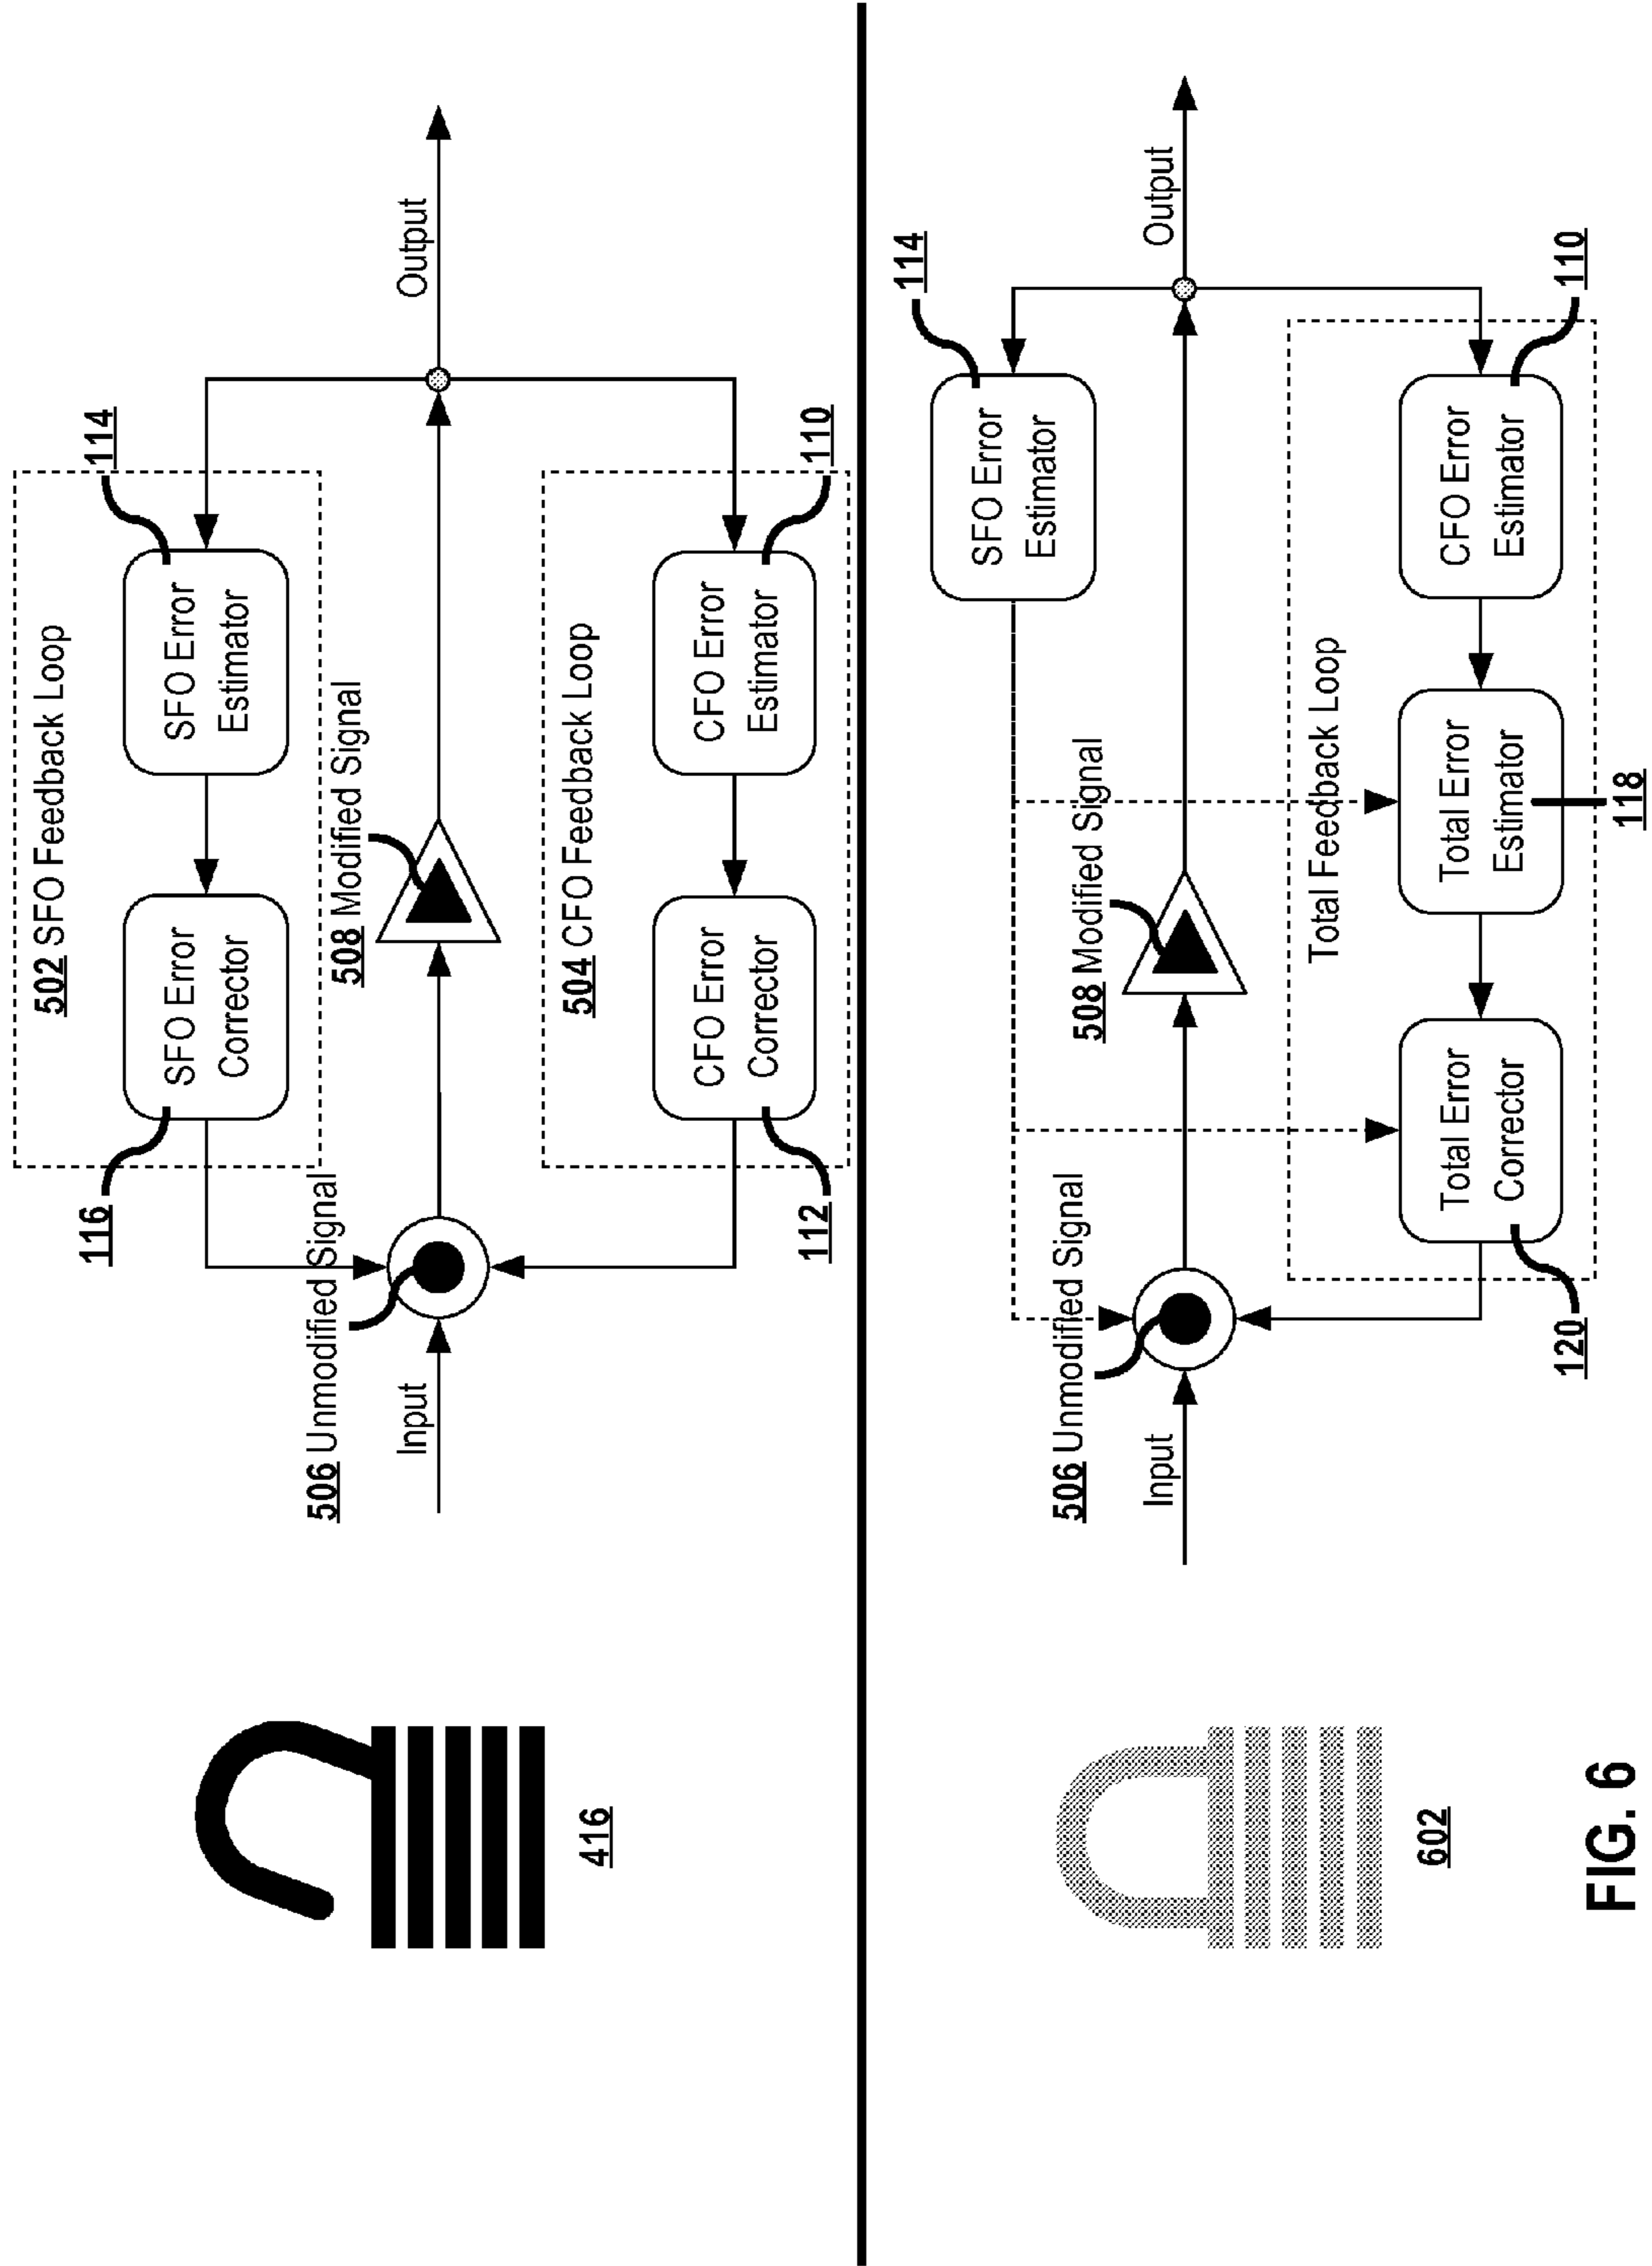 416
502 SFO Feedback Loop
116
SFO Error
Corrector
SFO Error
Estimator
114
506 Unmodified Signal
508 Modified Signal
Input
Output
504 CFO Feedback Loop
CFO Error
Corrector
CFO Error
Estimator
112
110
602
114
SFO Error
Estimator
506 Unmodified Signal
508 Modified Signal
Input
Output
Total Feedback Loop
Total Error
Corrector
Total Error
Estimator
CFO Error
Estimator
120
118
110
FIG. 6